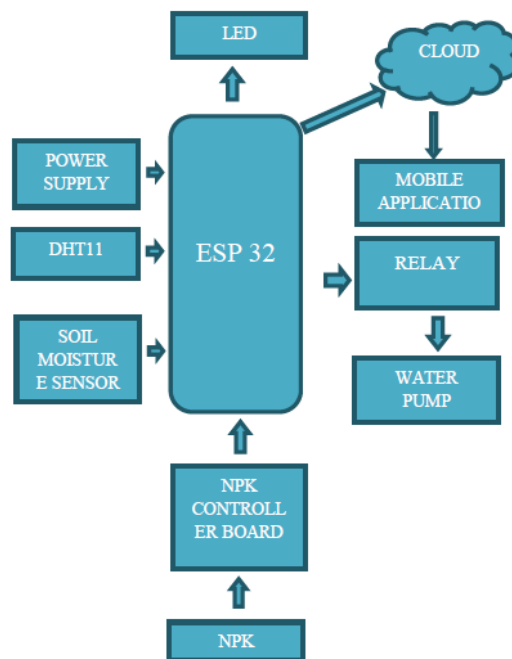 LED
CLOUD
POWER
SUPPLY
MOBILE
APPLICATIO
DHT11
ESP 32
RELAY
SOIL
MOISTUR
E SENSOR
WATER
PUMP
NPK
CONTROLL
ER BOARD
NPK